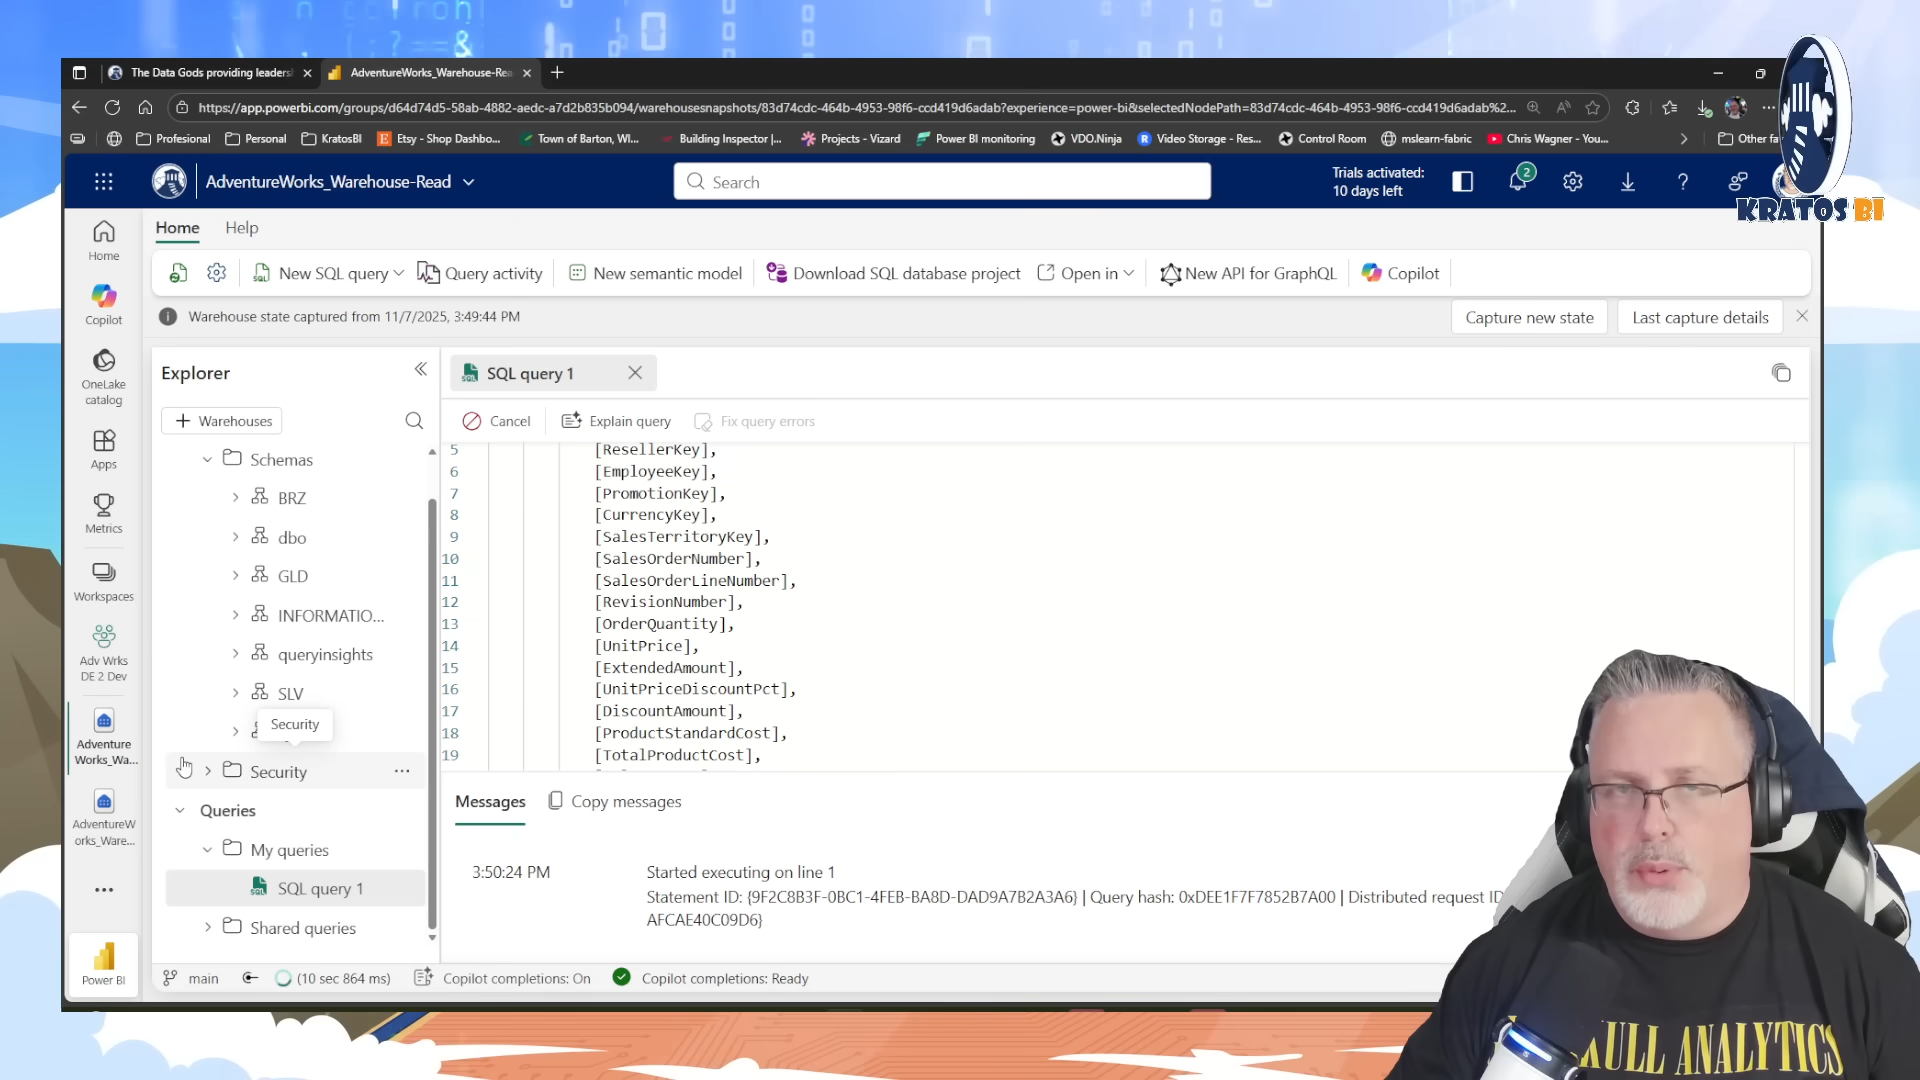 The Data Gods providing leaders
AdventureWorks_Warehouse-Rea
https://app.powerbi.com/groups/d64d74d5-58ab-4882-aedc-a7d2b835b094/warehousesnapshots/83d74cdc-464b-4953-98f6-ccd419d6adab?experience=power-bi&selectedNodePath=83d74cdc-464b-4953-98f6-ccd419d6adab%2...
Profesional
Personal
KratosBI
Etsy - Shop Dashbo...
Town of Barton, WI...
Building Inspector |...
Projects - Vizard
Power BI monitoring
VDO.Ninja
Video Storage - Res...
Control Room
mslearn-fabric
Chris Wagner - You...
Other fa
KRATOS BI
AdventureWorks_Warehouse-Read
Search
Trials activated:
10 days left
2
Home
Help
New SQL query
Query activity
New semantic model
Download SQL database project
Open in
New API for GraphQL
Copilot
Warehouse state captured from 11/7/2025, 3:49:44 PM
Capture new state
Last capture details
Home
Copilot
OneLake
catalog
Apps
Metrics
Workspaces
Adv Wrks
DE 2 Dev
Adventure
Works_Wa...
AdventureW
orks_Ware...
Power BI
Explorer
Warehouses
Schemas
BRZ
dbo
GLD
INFORMATIO...
queryinsights
SLV
Security
Security
Queries
My queries
SQL query 1
Shared queries
SQL query 1
Cancel
Explain query
Fix query errors
5 [ResellerKey],
6 [EmployeeKey],
7 [PromotionKey],
8 [CurrencyKey],
9 [SalesTerritoryKey],
10 [SalesOrderNumber],
11 [SalesOrderLineNumber],
12 [RevisionNumber],
13 [OrderQuantity],
14 [UnitPrice],
15 [ExtendedAmount],
16 [UnitPriceDiscountPct],
17 [DiscountAmount],
18 [ProductStandardCost],
19 [TotalProductCost],
Messages
Copy messages
3:50:24 PM
Started executing on line 1
Statement ID: {9F2C8B3F-0BC1-4FEB-BA8D-DAD9A7B2A3A6} | Query hash: 0xDEE1F7F7852B7A00 | Distributed request ID
AFCAE40C09D6}
main
(10 sec 864 ms)
Copilot completions: On
Copilot completions: Ready
ANALYTICS